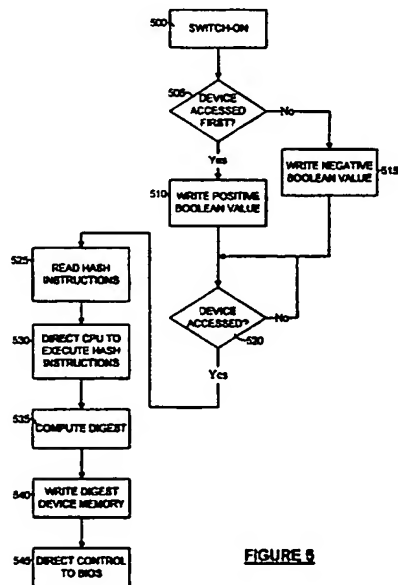 500
SWITCH-ON
505
DEVICE
ACCESSED
FIRST?
No
Yes
510
WRITE POSITIVE
BOOLEAN VALUE
WRITE NEGATIVE
BOOLEAN VALUE
515
DEVICE
ACCESSED?
No
520
Yes
525
READ HASH
INSTRUCTIONS
530
DIRECT CPU TO
EXECUTE HASH
INSTRUCTIONS
535
COMPUTE DIGEST
540
WRITE DIGEST
DEVICE MEMORY
545
DIRECT CONTROL
TO BIOS